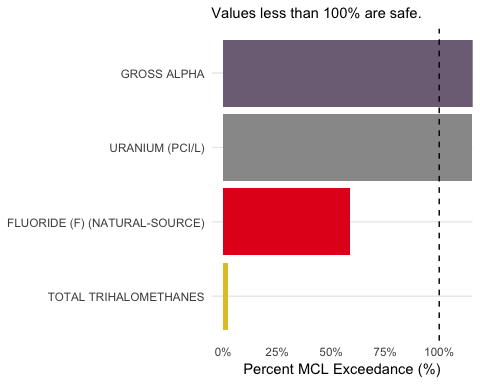 Values less than 100% are safe.
GROSS ALPHA
URANIUM (PCI/L)
FLUORIDE (F) (NATURAL-SOURCE)
TOTAL TRIHALOMETHANES
0% 25% 50% 75% 100%
Percent MCL Exceedance (%)